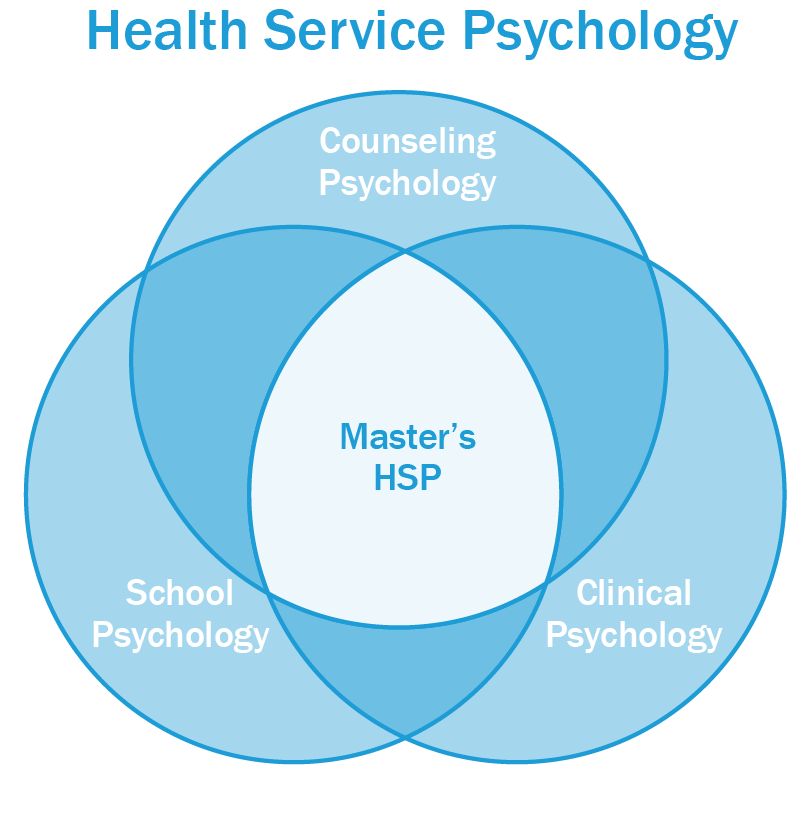 Health Service Psychology
Counseling
Psychology
Master’s
HSP
School
Psychology
Clinical
Psychology